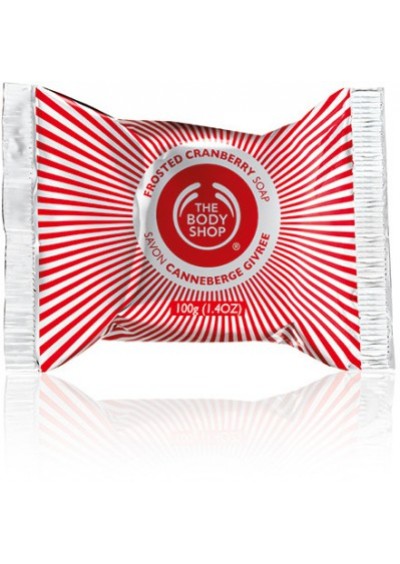 FROSTED CRANBERRY SOAP
THE
BODY
SHOP
®
SAVON CANNEBERGE GIVREE
100g (1.4OZ)